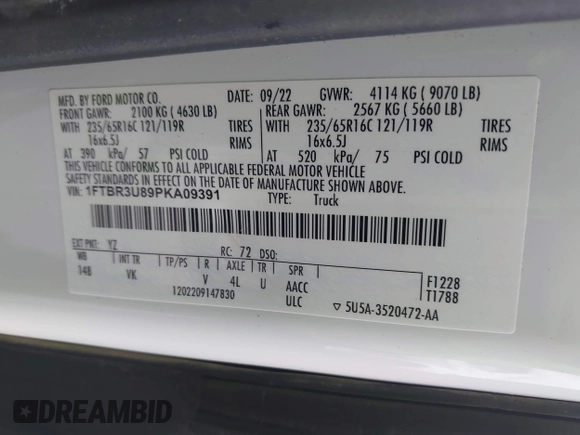 MFD. BY FORD MOTOR CO. DATE: 09/22 GVWR: 4114 KG ( 9070 LB)
FRONT GAWR: 2100 KG ( 4630 LB) REAR GAWR: 2567 KG ( 5660 LB)
WITH 235/65R16C 121/119R TIRES WITH 235/65R16C 121/119R TIRES
16x6.5J RIMS 16x6.5J RIMS
AT 390 kPa/ 57 PSI COLD AT 520 kPa/ 75 PSI COLD
THIS VEHICLE CONFORMS TO ALL APPLICABLE FEDERAL MOTOR VEHICLE
SAFETY STANDARDS IN EFFECT ON THE DATE OF MANUFACTURE SHOWN ABOVE.
VIN: 1FTBR3U89PKA09391 TYPE: Truck
EXT PNT: YZ RC: 72 DSO:
WB INT TR TP/PS R AXLE TR SPR
148 VK V 4L U AACC
ULC
1202209147830
F1228
T1788
▽ 5U5A-3520472-AA
DREAMBID